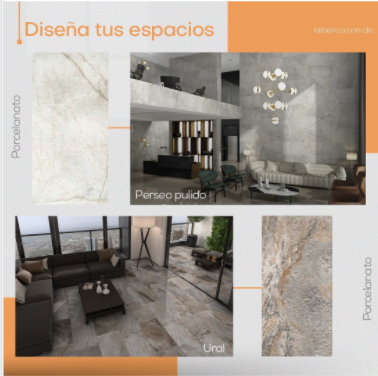 Diseña tus espacios
Porcelanato
Perseo pulido
Ural
Porcelanato